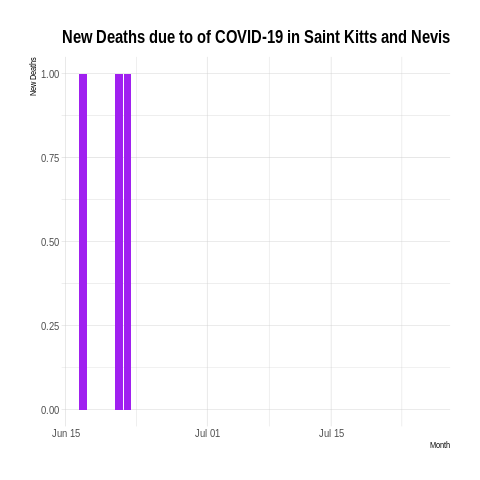 New Deaths due to of COVID-19 in Saint Kitts and Nevis
New Deaths
1.00
0.75
0.50
0.25
0.00
Jun 15
Jul 01
Jul 15
Month